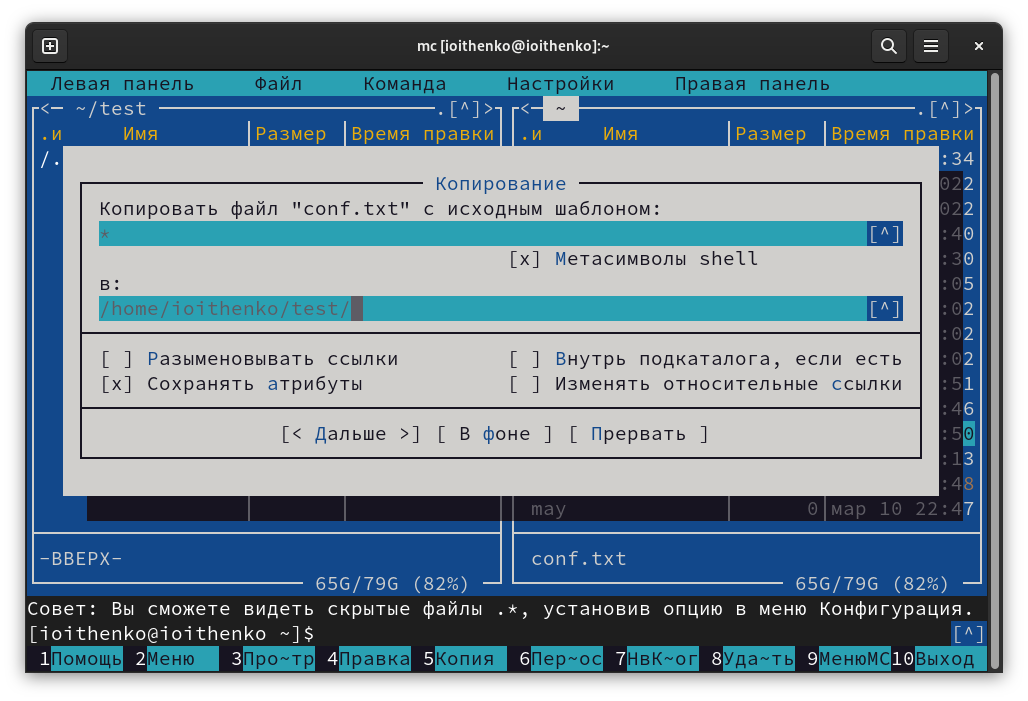 mc [ioithenko@ioithenko]:~
Левая панель Файл Команда Настройки Правая панель
<─ ~/test .[^]> <─ ~ .[^]>
.и Имя Размер Время правки .и Имя Размер Время правки
/. :34
022
022
:40
:30
:05
:02
:02
:02
:51
:46
:50
:13
:48
Копирование
Копировать файл "conf.txt" с исходным шаблоном:
* [^]
[x] Метасимволы shell
в:
/home/ioithenko/test/ [^]
[ ] Разыменовывать ссылки [ ] Внутрь подкаталога, если есть
[x] Сохранять атрибуты [ ] Изменять относительные ссылки
[< Дальше >] [ В фоне ] [ Прервать ]
may 0 мар 10 22:47
-ВВЕРХ- conf.txt
65G/79G (82%) 65G/79G (82%)
Совет: Вы сможете видеть скрытые файлы .*, установив опцию в меню Конфигурация.
[ioithenko@ioithenko ~]$ [^]
1Помощь 2Меню 3Про~тр 4Правка 5Копия 6Пер~ос 7НвК~ог 8Уда~ть 9МенюМС10Выход